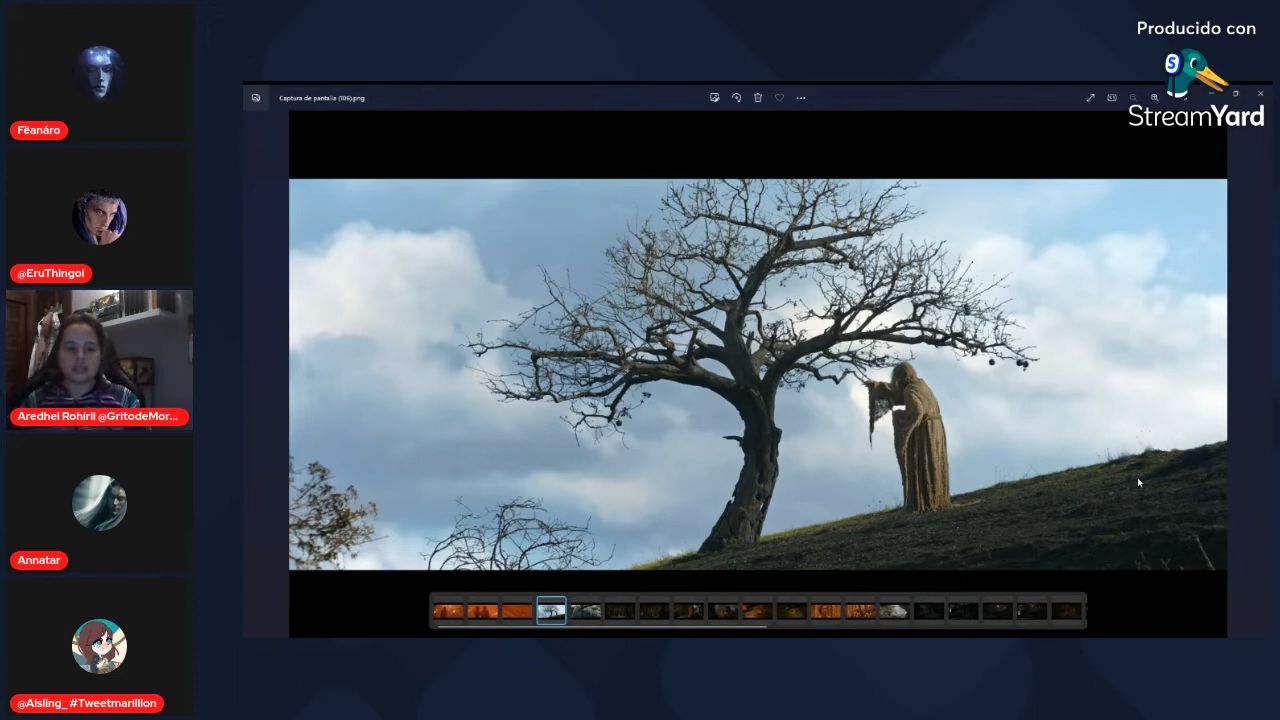 Producido con
StreamYard
Captura de pantalla (106).png
Fëanáro
@EruThingol
Aredhel Rohíril @GritodeMor...
Annatar
@Aisling_ #Tweetmarillion